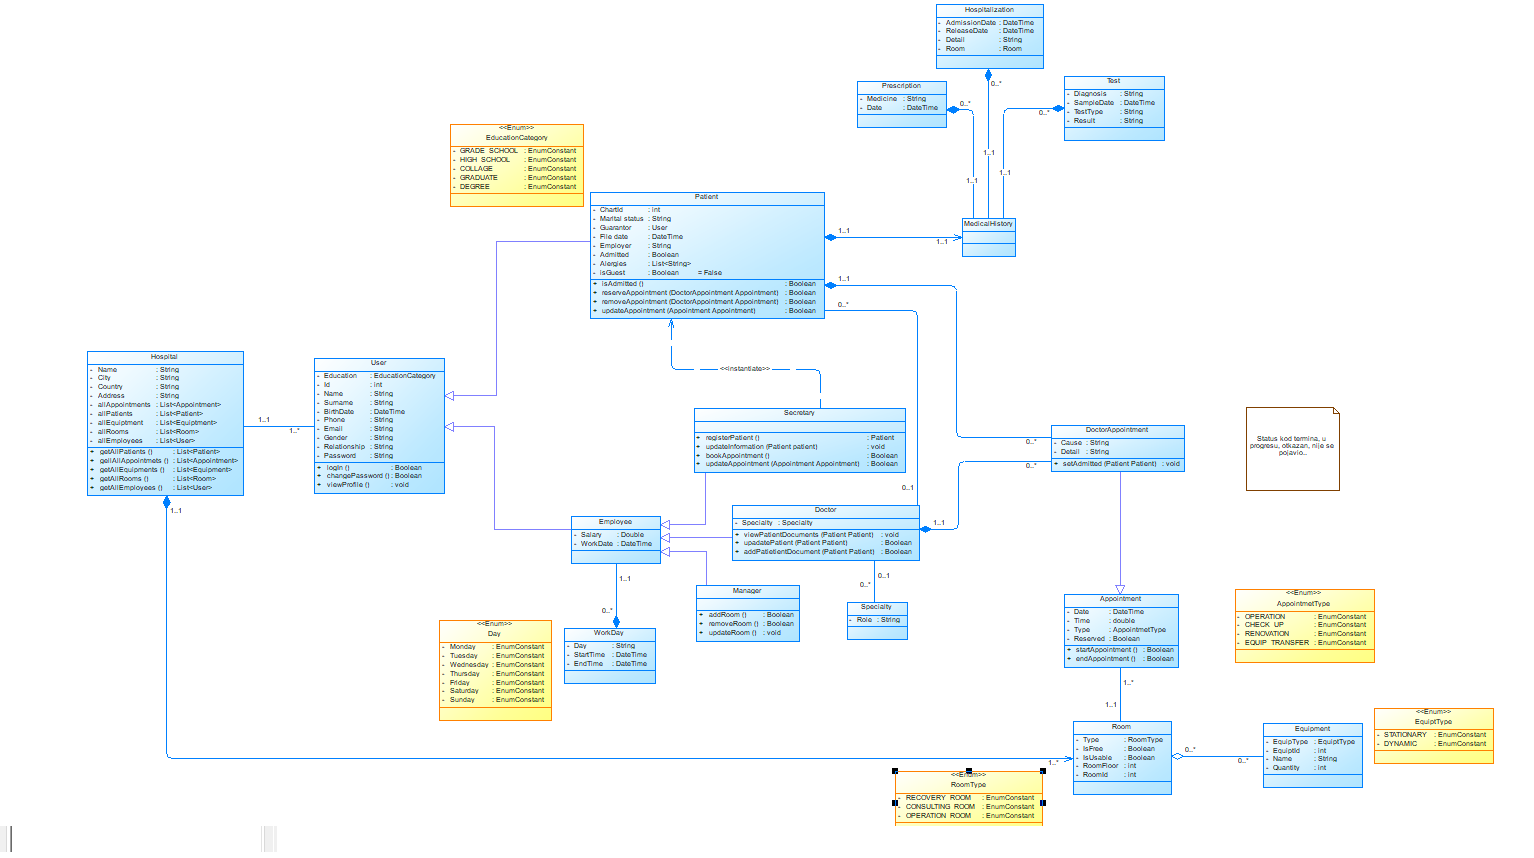 Hospitalization
- AdmissionDate : DateTime
- ReleaseDate : DateTime
- Detail : String
- Room : Room
Prescription
- Medicine : String
- Date : DateTime
Test
- Diagnosis : String
- SampleDate : DateTime
- TestType : String
- Result : String
0..*
0..*
0..*
1..1
1..1
1..1
MedicalHistory
<<Enum>>
EducationCategory
- GRADE_SCHOOL : EnumConstant
- HIGH_SCHOOL : EnumConstant
- COLLAGE : EnumConstant
- GRADUATE : EnumConstant
- DEGREE : EnumConstant
Patient
- ChartId : int
- Marital status : String
- Guarantor : User
- File date : DateTime
- Employer : String
- Admitted : Boolean
- Alergies : List<String>
- isGuest : Boolean = False
+ isAdmitted () : Boolean
+ reserveAppointment (DoctorAppointment Appointment) : Boolean
+ removeAppointment (DoctorAppointment Appointment) : Boolean
+ updateAppointment (Appointment Appointment) : Boolean
1..1
1..1
1..1
0..*
<<instantiate>>
Hospital
- Name : String
- City : String
- Country : String
- Address : String
- allAppointments : List<Appointment>
- allPatients : List<Patient>
- allEquiptment : List<Equiptment>
- allRooms : List<Room>
- allEmployees : List<User>
+ getAllPatients () : List<Patient>
+ getAllAppointmets () : List<Appointment>
+ getAllEquipments () : List<Equipment>
+ getAllRooms () : List<Room>
+ getAllEmployees () : List<User>
1..1
1..*
1..1
User
- Education : EducationCategory
- Id : int
- Name : String
- Surname : String
- BirthDate : DateTime
- Phone : String
- Email : String
- Gender : String
- Relationship : String
- Password : String
+ login () : Boolean
+ changePassword () : Boolean
+ viewProfile () : void
Secretary
+ registerPatient () : Patient
+ updateInformation (Patient patient) : Boolean
+ bookAppointment () : Boolean
+ updateAppointment (Appointment Appointment) : Boolean
DoctorAppointment
- Cause : String
- Detail : String
+ setAdmitted (Patient Patient) : void
0..*
0..*
Status kod termina, u
progresu, otkazan, nije se
pojavio..
0..1
Employee
- Salary : Double
- WorkDate : DateTime
Doctor
- Specialty : Specialty
+ viewPatientDocuments (Patient Patient) : void
+ upadatePatient (Patient Patient) : Boolean
+ addPatietientDocument (Patient Patient) : Boolean
1..1
0..1
0..*
1..1
0..*
Manager
+ addRoom () : Boolean
+ removeRoom () : Boolean
+ updateRoom () : void
Specialty
- Role : String
<<Enum>>
Day
- Monday : EnumConstant
- Tuesday : EnumConstant
- Wednesday : EnumConstant
- Thursday : EnumConstant
- Friday : EnumConstant
- Saturday : EnumConstant
- Sunday : EnumConstant
WorkDay
- Day : String
- StartTime : DateTime
- EndTime : DateTime
Appointment
- Date : DateTime
- Time : double
- Type : AppointmetType
- Reserved : Boolean
+ startAppointment () : Boolean
+ endAppointment () : Boolean
<<Enum>>
AppointmetType
- OPERATION : EnumConstant
- CHECK_UP : EnumConstant
- RENOVATION : EnumConstant
- EQUIP_TRANSFER : EnumConstant
1..*
1..1
Room
- Type : RoomType
- IsFree : Boolean
- IsUsable : Boolean
- RoomFloor : int
- RoomId : int
1..*
0..*
0..*
Equipment
- EquipType : EquiptType
- EquiptId : int
- Name : String
- Quantity : int
<<Enum>>
EquiptType
- STATIONARY : EnumConstant
- DYNAMIC : EnumConstant
<<Enum>>
RoomType
- RECOVERY_ROOM : EnumConstant
- CONSULTING_ROOM : EnumConstant
- OPERATION_ROOM : EnumConstant